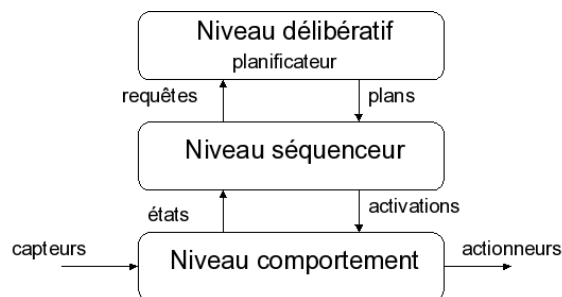 Niveau délibératif
planificateur
requêtes
plans
Niveau séquenceur
états
activations
capteurs
Niveau comportement
actionneurs